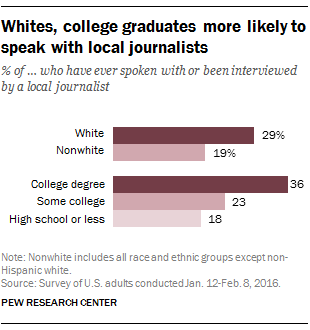 Whites, college graduates more likely to
speak with local journalists
% of ... who have ever spoken with or been interviewed
by a local journalist
White 29%
Nonwhite 19%
College degree 36
Some college 23
High school or less 18
Note: Nonwhite includes all race and ethnic groups except non-
Hispanic white.
Source: Survey of U.S. adults conducted Jan. 12-Feb. 8, 2016.
PEW RESEARCH CENTER